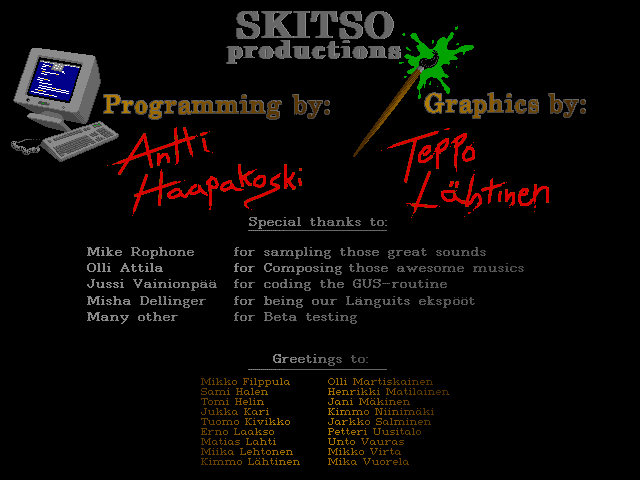 SKITSO
productions
Programming by:
Graphics by:
Antti
Haapakoski
Teppo
Lähtinen
Special thanks to:
Mike Rophone for sampling those great sounds
Olli Attila for Composing those awesome musics
Jussi Vainionpää for coding the GUS-routine
Misha Dellinger for being our Länguits ekspööt
Many other for Beta testing
Greetings to:
Mikko Filppula Olli Martiskainen
Sami Halen Henrikki Matilainen
Tomi Helin Jani Mäkinen
Jukka Kari Kimmo Niinimäki
Tuomo Kivikko Jarkko Salminen
Erno Laakso Petteri Uusitalo
Matias Lahti Unto Vauras
Miika Lehtonen Mikko Virta
Kimmo Lähtinen Mika Vuorela